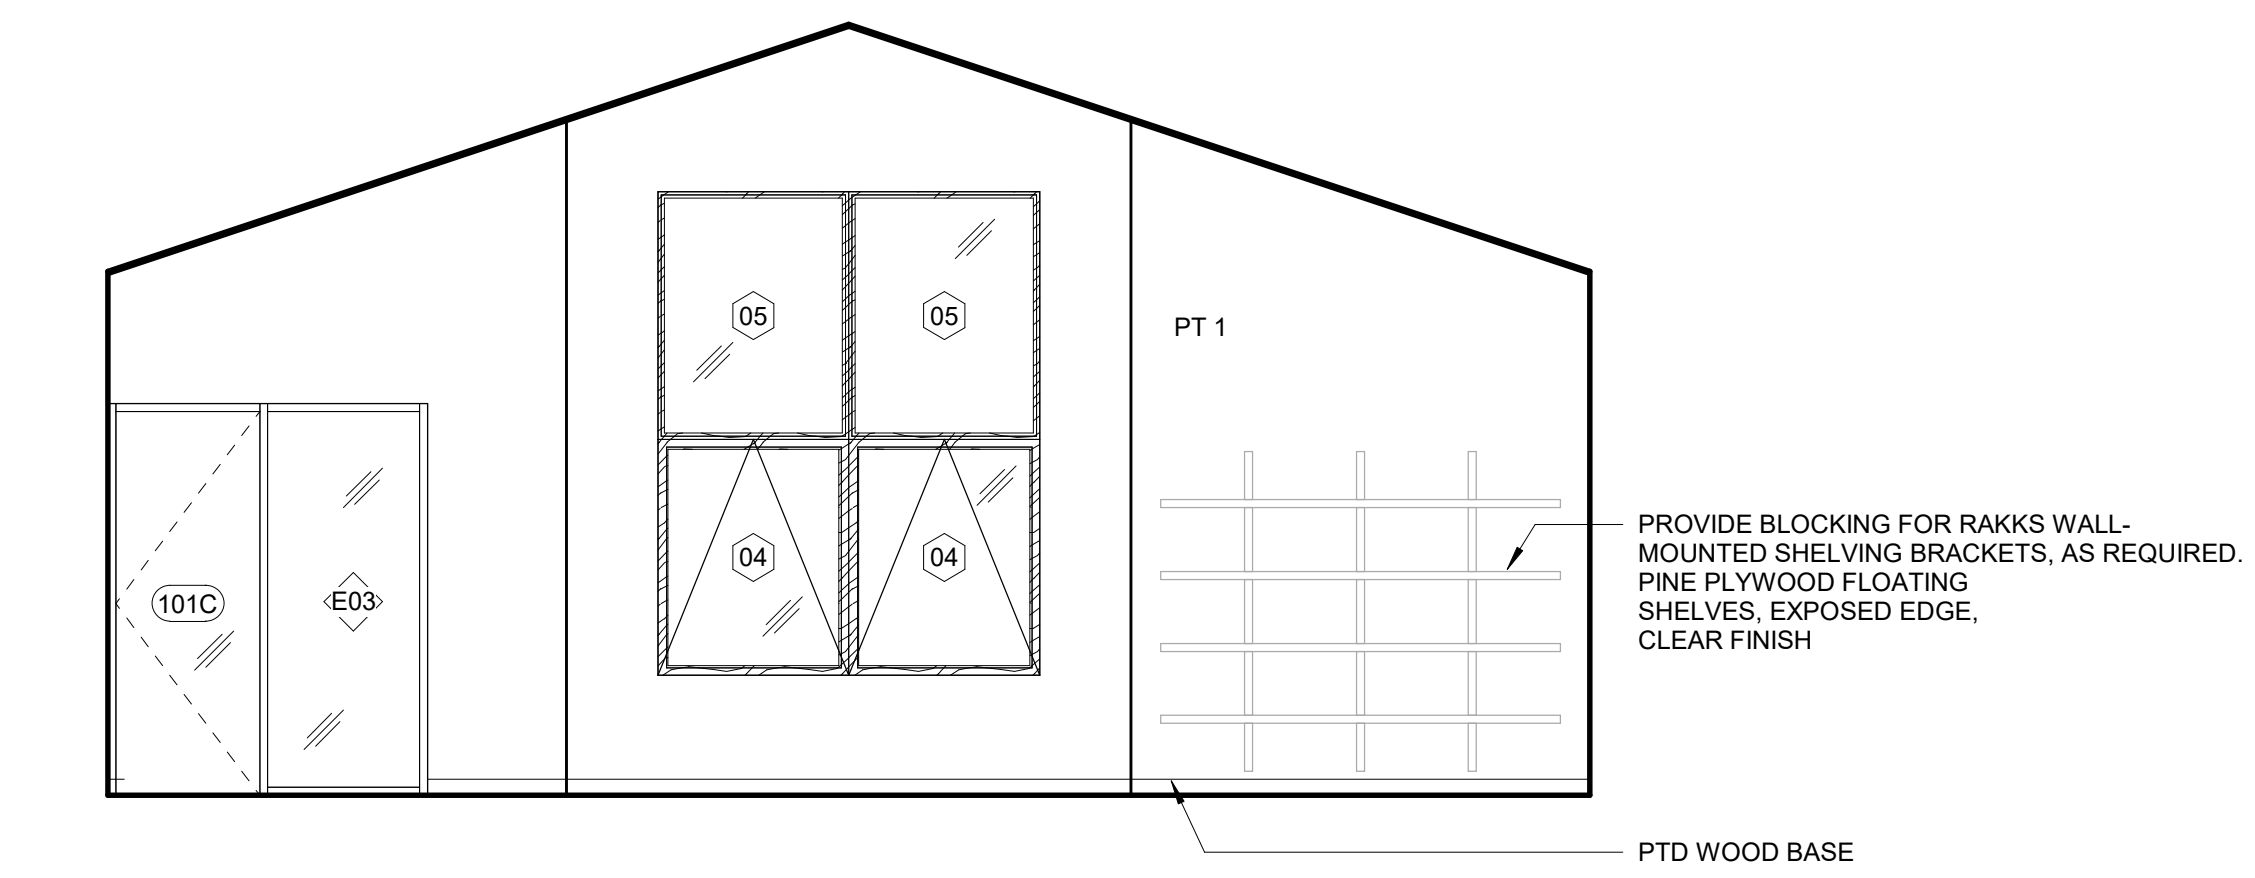 05
05
PT 1
04
04
101C
E03
PROVIDE BLOCKING FOR RAKKS WALL-
MOUNTED SHELVING BRACKETS, AS REQUIRED.
PINE PLYWOOD FLOATING
SHELVES, EXPOSED EDGE,
CLEAR FINISH
PTD WOOD BASE